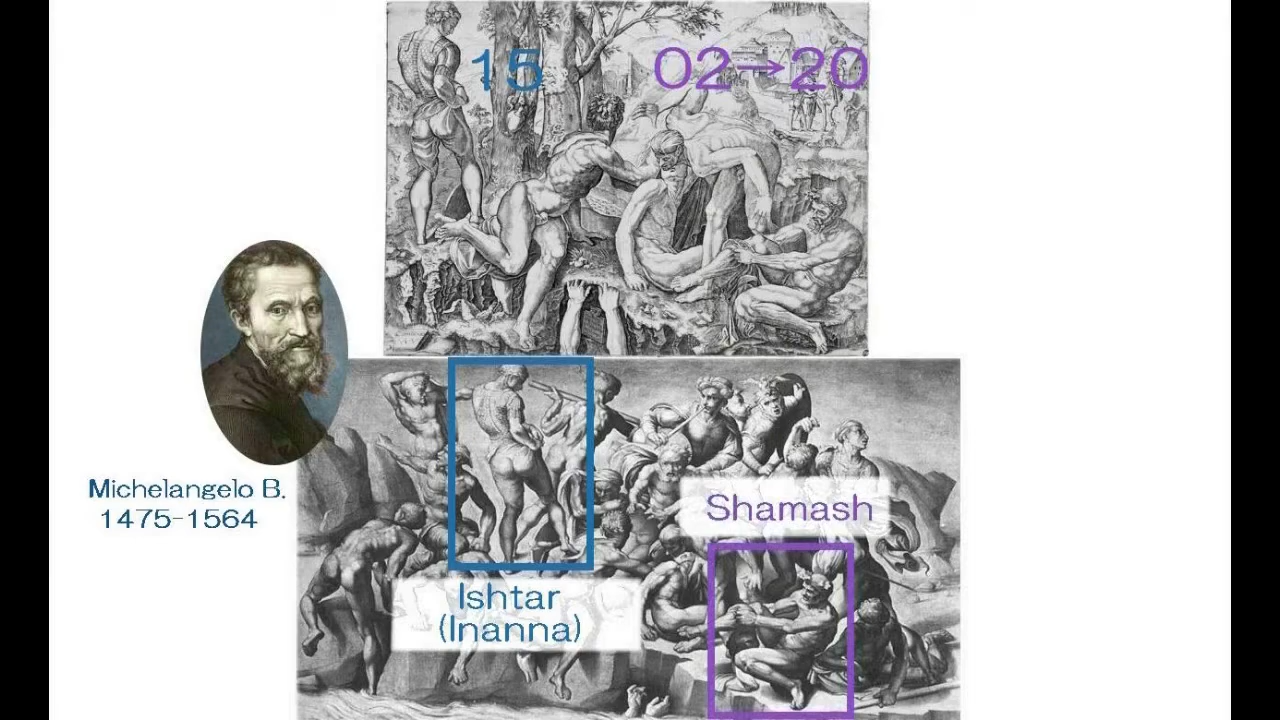 15
02→20
Michelangelo B.
1475-1564
Shamash
Ishtar
(Inanna)